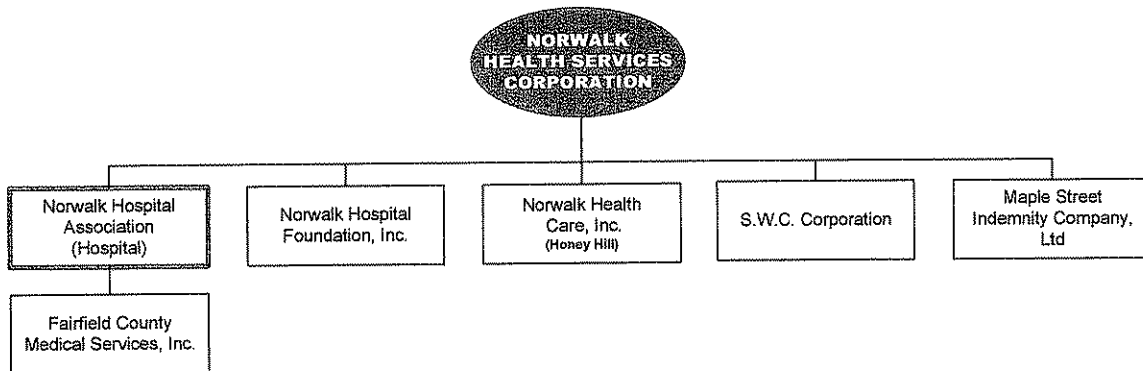 NORWALK
HEALTH SERVICES
CORPORATION
Norwalk Hospital
Association
(Hospital)
Norwalk Hospital
Foundation, Inc.
Norwalk Health
Care, Inc.
(Honey Hill)
S.W.C. Corporation
Maple Street
Indemnity Company,
Ltd
Fairfield County
Medical Services, Inc.